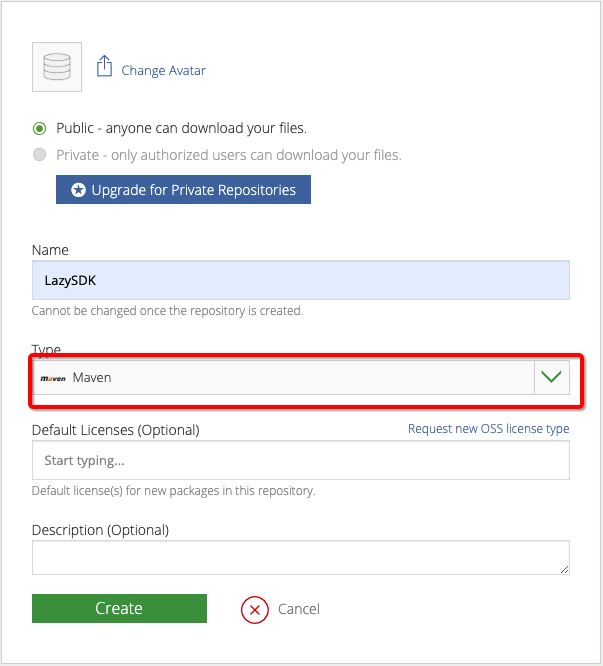 Change Avatar
Public - anyone can download your files.
Private - only authorized users can download your files.
Upgrade for Private Repositories
Name
LazySDK
Cannot be changed once the repository is created.
Type
maven Maven
Default Licenses (Optional) Request new OSS license type
Start typing...
Default license(s) for new packages in this repository.
Description (Optional)
Create Cancel